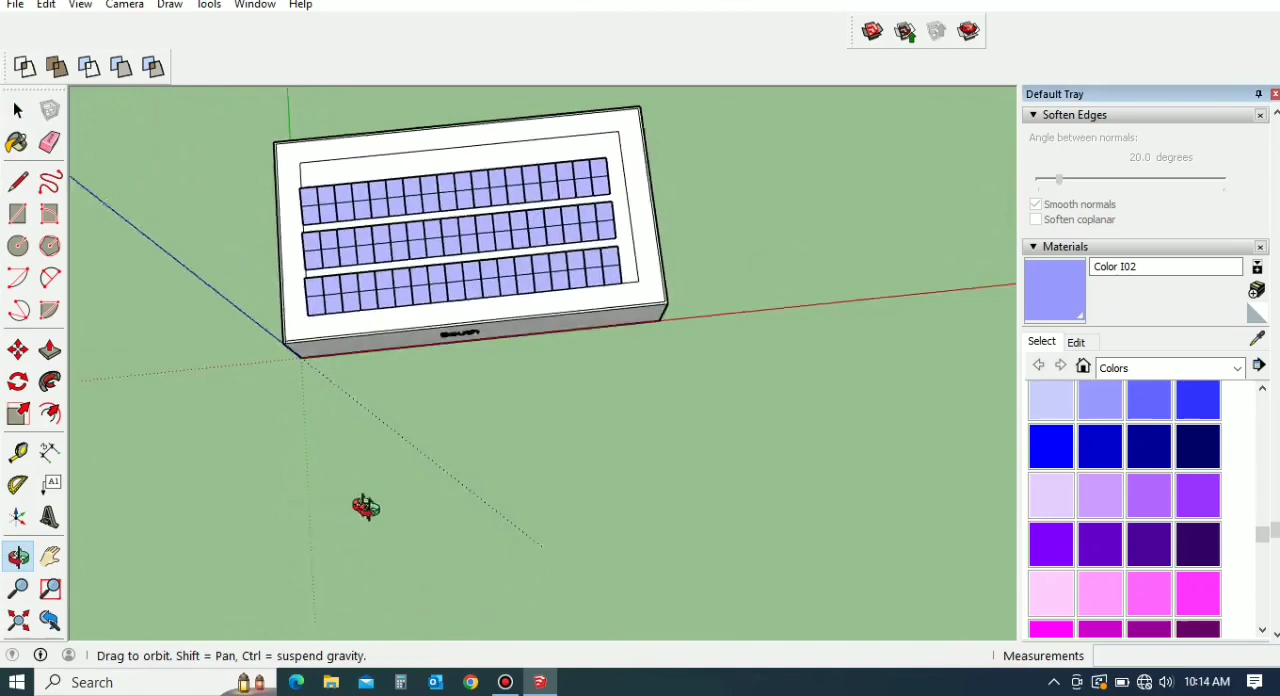 File Edit View Camera Draw Tools Window Help
Default Tray
Soften Edges
Angle between normals:
20.0 degrees
Smooth normals
Soften coplanar
Materials
Color I02
Select Edit
Colors
A1
Drag to orbit. Shift = Pan, Ctrl = suspend gravity.
Measurements
Search
10:14 AM